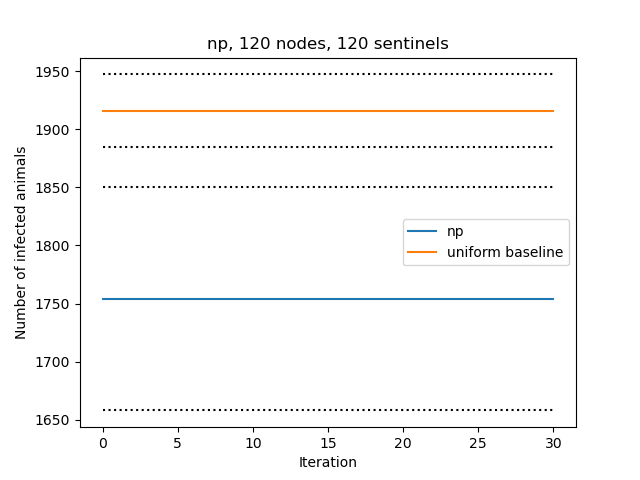 np, 120 nodes, 120 sentinels
Number of infected animals
1950
1900
1850
1800
1750
1700
1650
np
uniform baseline
0 5 10 15 20 25 30
Iteration